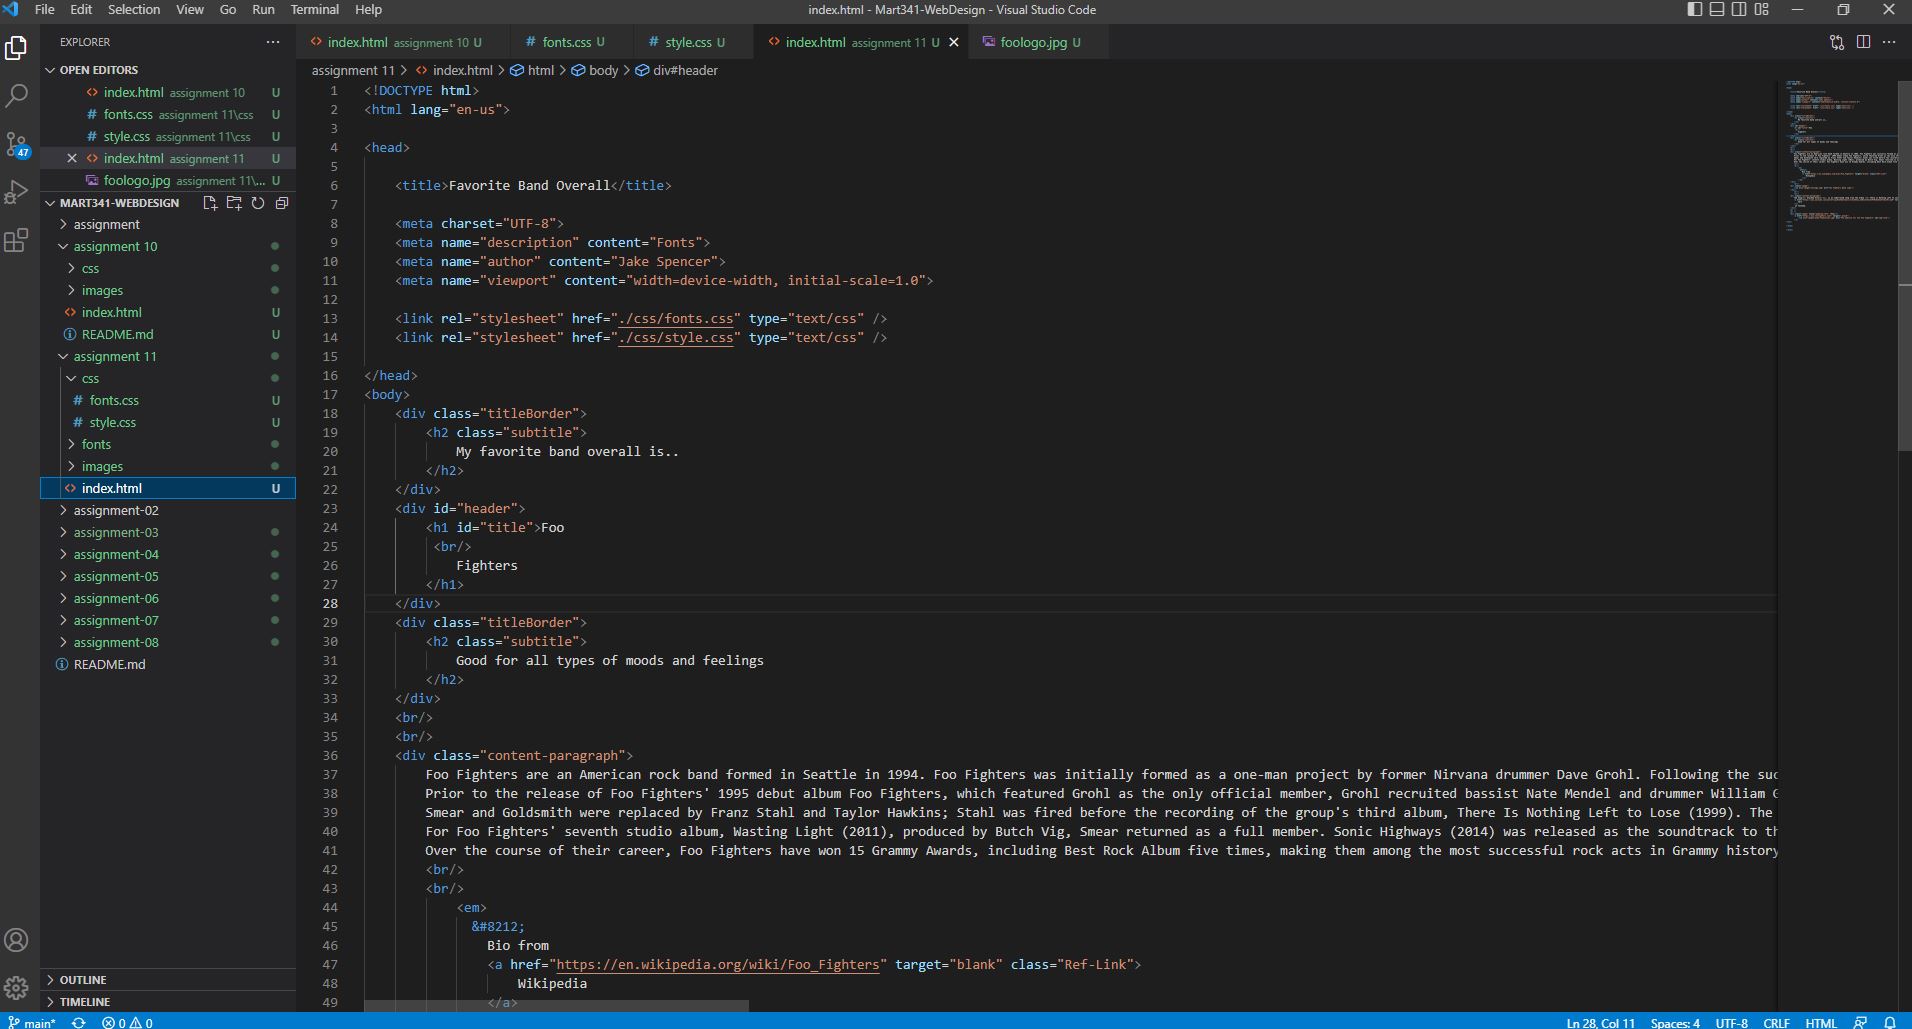 File Edit Selection View Go Run Terminal Help
index.html - Mart341-WebDesign - Visual Studio Code
EXPLORER
OPEN EDITORS
index.html assignment 10 U
fonts.css assignment 11\css U
style.css assignment 11\css U
index.html assignment 11 U
foologo.jpg assignment 11\... U
MART341-WEBDESIGN
assignment
assignment 10
css
images
index.html U
README.md U
assignment 11
css
fonts.css U
style.css U
fonts
images
index.html U
assignment-02
assignment-03
assignment-04
assignment-05
assignment-06
assignment-07
assignment-08
README.md
OUTLINE
TIMELINE
47
index.html assignment 10 U
fonts.css U
style.css U
index.html assignment 11 U
foologo.jpg U
assignment 11 > index.html > html > body > div#header
1 <!DOCTYPE html>
2 <html lang="en-us">
3
4 <head>
5
6 <title>Favorite Band Overall</title>
7
8 <meta charset="UTF-8">
9 <meta name="description" content="Fonts">
10 <meta name="author" content="Jake Spencer">
11 <meta name="viewport" content="width=device-width, initial-scale=1.0">
12
13 <link rel="stylesheet" href="./css/fonts.css" type="text/css" />
14 <link rel="stylesheet" href="./css/style.css" type="text/css" />
15
16 </head>
17 <body>
18 <div class="titleBorder">
19 <h2 class="subtitle">
20 My favorite band overall is..
21 </h2>
22 </div>
23 <div id="header">
24 <h1 id="title">Foo
25 <br/>
26 Fighters
27 </h1>
28 </div>
29 <div class="titleBorder">
30 <h2 class="subtitle">
31 Good for all types of moods and feelings
32 </h2>
33 </div>
34 <br/>
35 <br/>
36 <div class="content-paragraph">
37 Foo Fighters are an American rock band formed in Seattle in 1994. Foo Fighters was initially formed as a one-man project by former Nirvana drummer Dave Grohl. Following the suc
38 Prior to the release of Foo Fighters' 1995 debut album Foo Fighters, which featured Grohl as the only official member, Grohl recruited bassist Nate Mendel and drummer William G
39 Smear and Goldsmith were replaced by Franz Stahl and Taylor Hawkins; Stahl was fired before the recording of the group's third album, There Is Nothing Left to Lose (1999). The
40 For Foo Fighters' seventh studio album, Wasting Light (2011), produced by Butch Vig, Smear returned as a full member. Sonic Highways (2014) was released as the soundtrack to th
41 Over the course of their career, Foo Fighters have won 15 Grammy Awards, including Best Rock Album five times, making them among the most successful rock acts in Grammy history
42 <br/>
43 <br/>
44 <em>
45 &#8212;
46 Bio from
47 <a href="https://en.wikipedia.org/wiki/Foo_Fighters" target="blank" class="Ref-Link">
48 Wikipedia
49 </a>
main* 0 0
Ln 28, Col 11 Spaces: 4 UTF-8 CRLF HTML